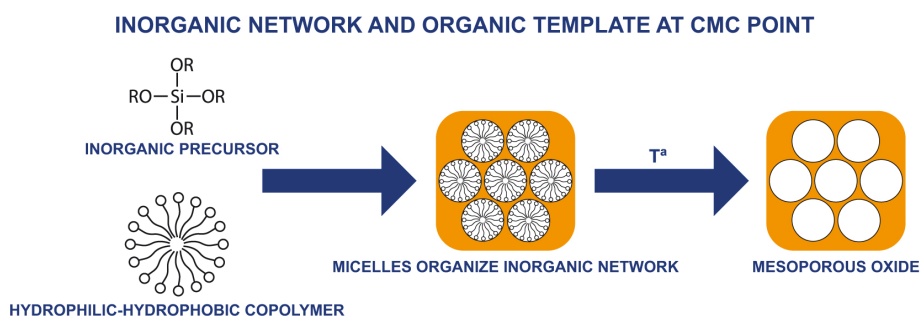 INORGANIC NETWORK AND ORGANIC TEMPLATE AT CMC POINT
OR
RO—Si—OR
OR
INORGANIC PRECURSOR
Tª
MICELLES ORGANIZE INORGANIC NETWORK
MESOPOROUS OXIDE
HYDROPHILIC-HYDROPHOBIC COPOLYMER